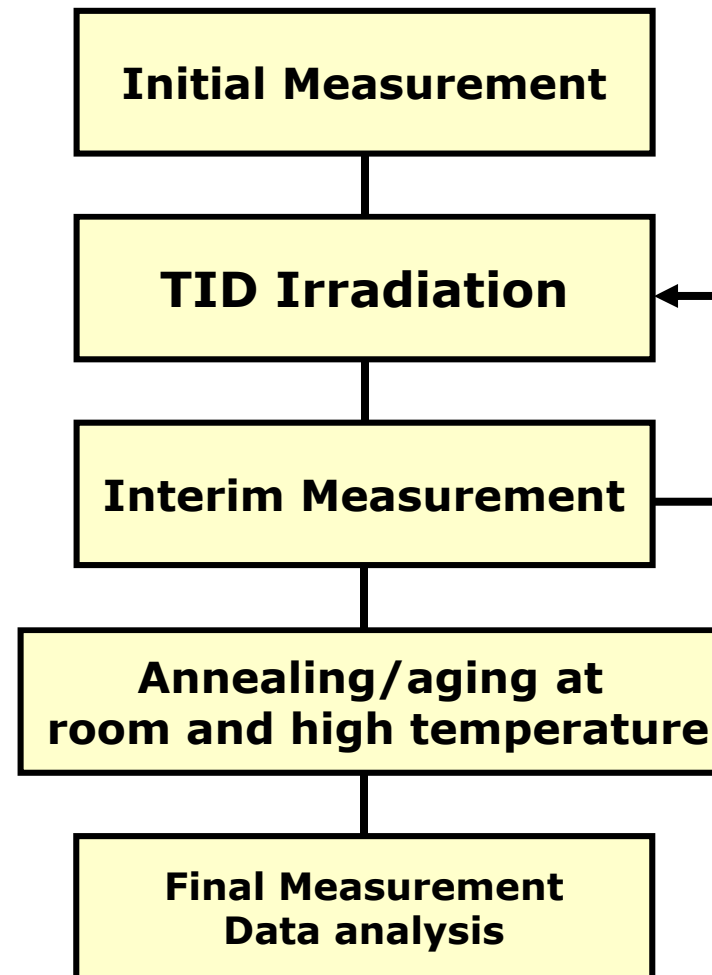 Initial Measurement
TID Irradiation
Interim Measurement
Annealing/aging at
room and high temperature
Final Measurement
Data analysis